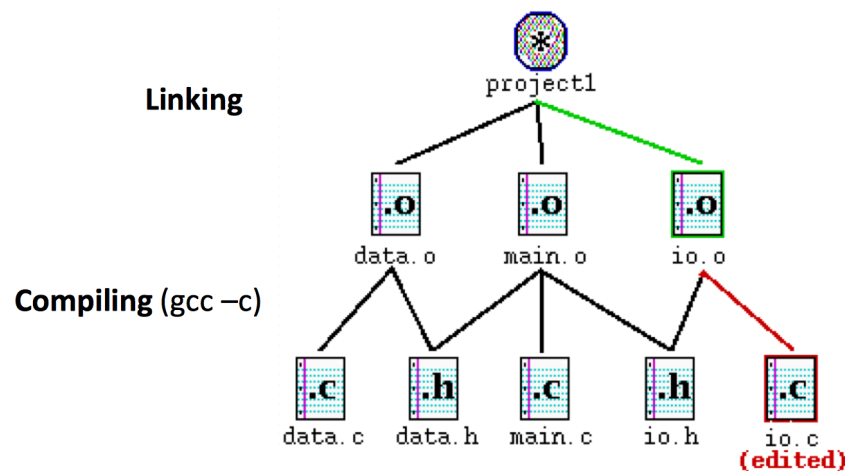 *
project1
Linking
.o
.o
.o
data.o
main.o
io.o
Compiling (gcc –c)
.c
.h
.c
.h
.c
data.c
data.h
main.c
io.h
io.c
(edited)